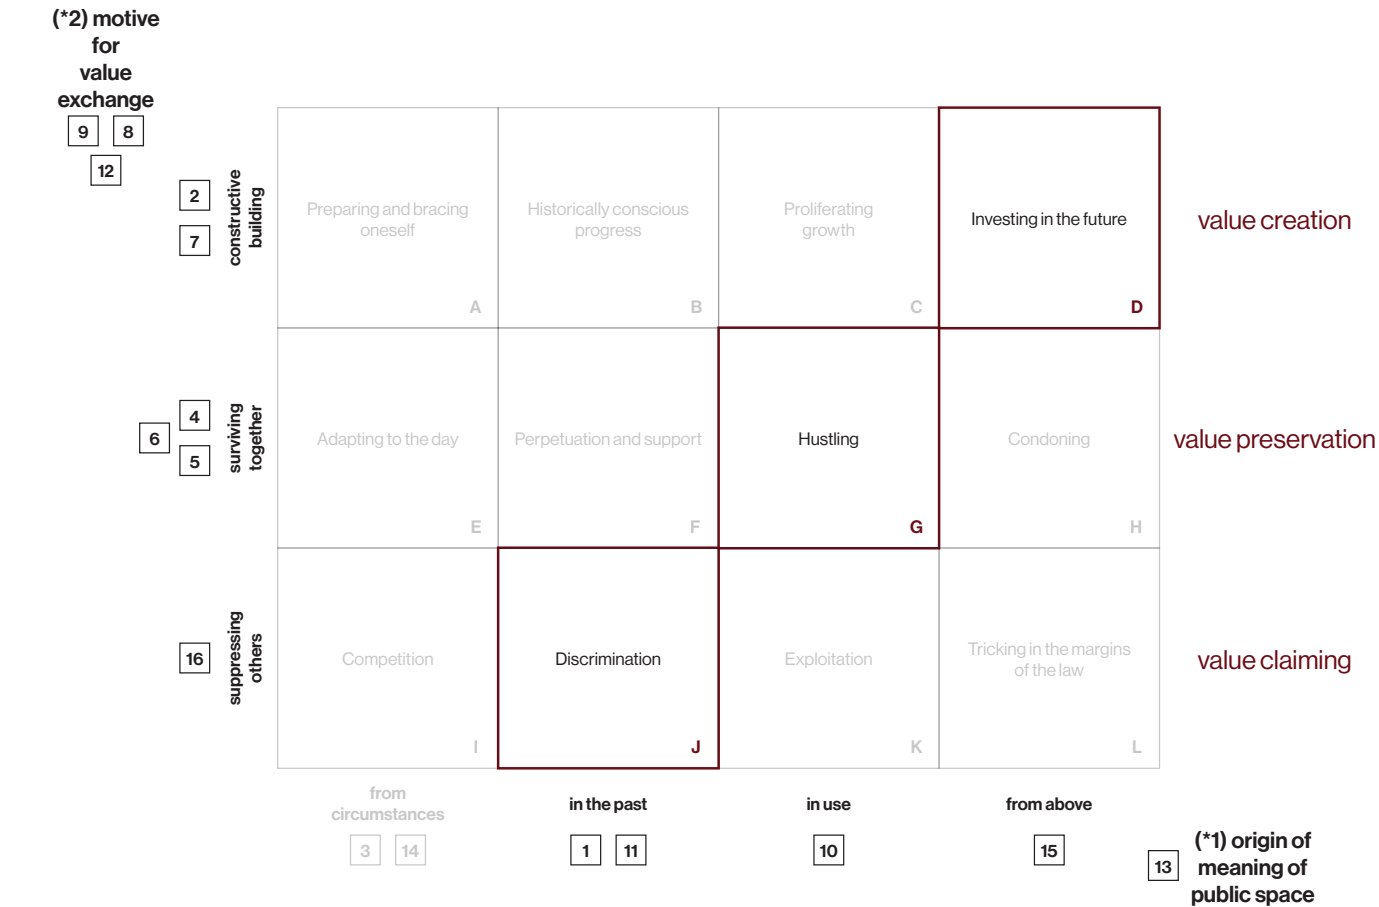 (*2) motive
for
value
exchange
9 8
12
2
7
constructive
building
Preparing and bracing
oneself
A
Historically conscious
progress
B
Proliferating
growth
C
Investing in the future
D
value creation
4
6
5
surviving
together
Adapting to the day
E
Perpetuation and support
F
Hustling
G
Condoning
H
value preservation
16
suppressing
others
Competition
I
Discrimination
J
Exploitation
K
Tricking in the margins
of the law
L
value claiming
from
circumstances
3 14
in the past
1 11
in use
10
from above
15
13
(*1) origin of
meaning of
public space